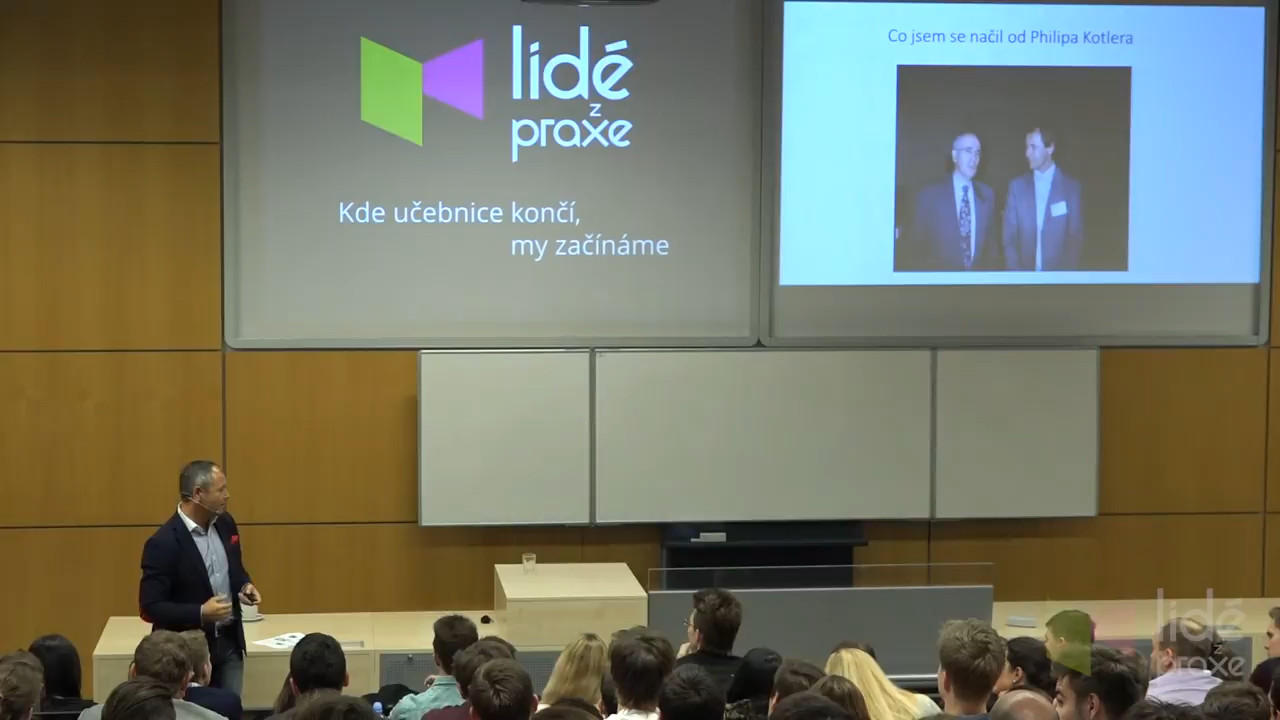 lidé
z
praxe
Kde učebnice končí,
my začínáme
Co jsem se načil od Philipa Kotlera
lidé
z
praxe